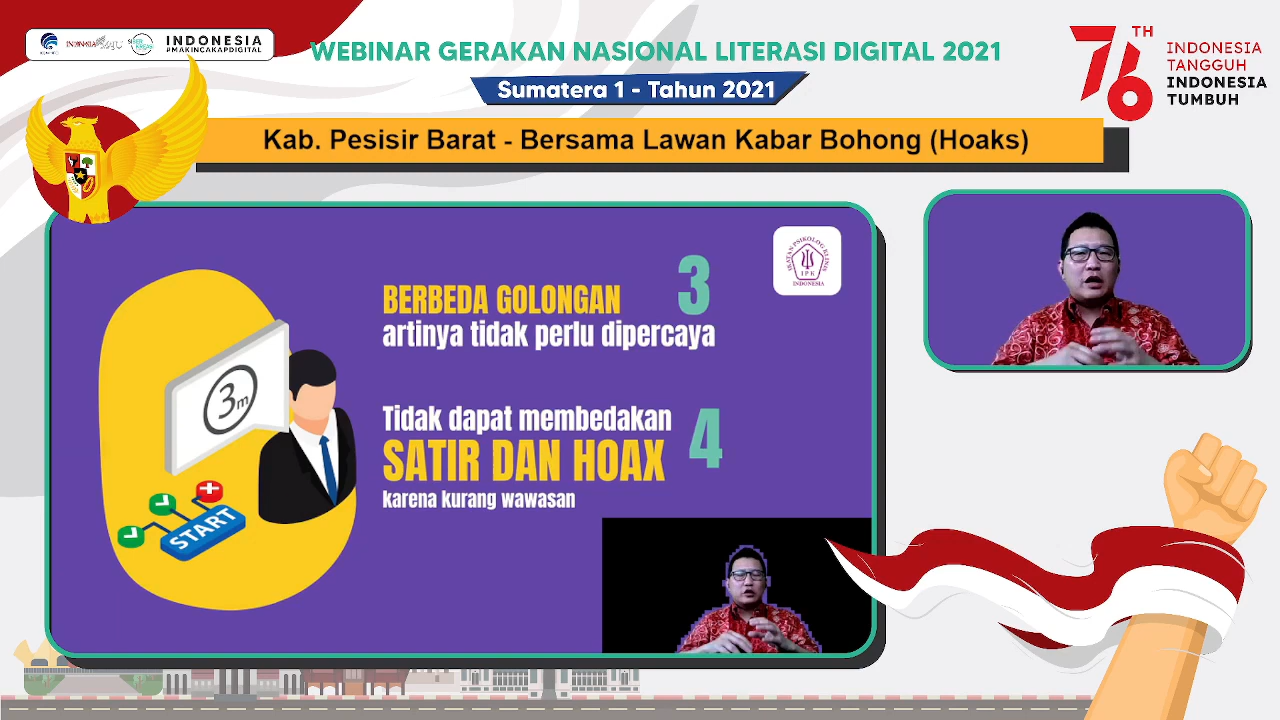 INDONESIA
#MAKINCAKAPDIGITAL
WEBINAR GERAKAN NASIONAL LITERASI DIGITAL 2021
Sumatera 1 - Tahun 2021
76TH
INDONESIA
TANGGUH
INDONESIA
TUMBUH
Kab. Pesisir Barat - Bersama Lawan Kabar Bohong (Hoaks)
IKATAN PSIKOLOG KLINIS
IPK
INDONESIA
BERBEDA GOLONGAN 3
artinya tidak perlu dipercaya
3m
Tidak dapat membedakan 4
SATIR DAN HOAX
karena kurang wawasan
START